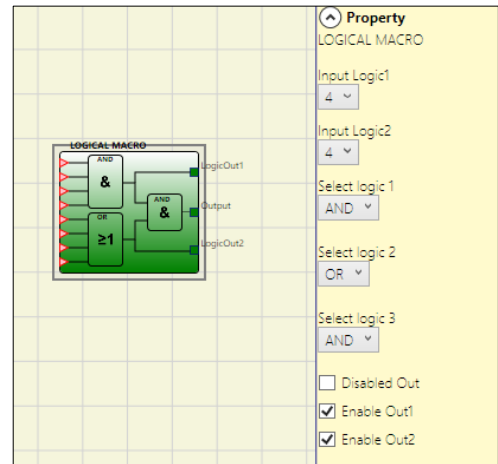 LOGICAL MACRO
AND
&
LogicOut1
AND
&
Output
OR
≥1
LogicOut2
Property
LOGICAL MACRO
Input Logic1
4
Input Logic2
4
Select logic 1
AND
Select logic 2
OR
Select logic 3
AND
Disabled Out
Enable Out1
Enable Out2